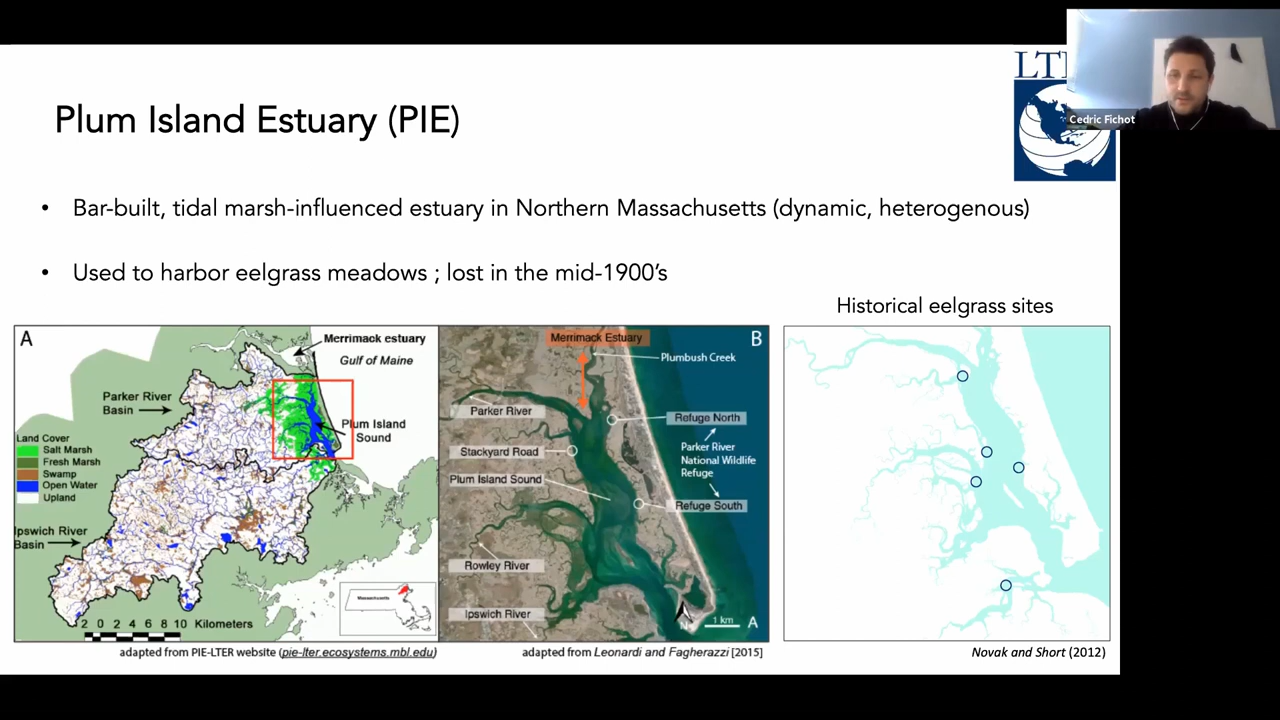 LT
Cedric Fichot
Plum Island Estuary (PIE)
• Bar-built, tidal marsh-influenced estuary in Northern Massachusetts (dynamic, heterogenous)
• Used to harbor eelgrass meadows ; lost in the mid-1900's
Historical eelgrass sites
A
Merrimack estuary
Gulf of Maine
Parker River
Basin
Plum Island
Sound
Land Cover
Salt Marsh
Fresh Marsh
Swamp
Open Water
Upland
Ipswich River
Basin
Massachusetts
2 0 2 4 6 8 10 Kilometers
B
Merrimack Estuary
Plumbush Creek
Parker River
Refuge North
Stackyard Road
Parker River
National Wildlife
Refuge
Plum Island Sound
Refuge South
Rowley River
Ipswich River
1 km
A
adapted from PIE-LTER website (pie-lter.ecosystems.mbl.edu)
adapted from Leonardi and Fagherazzi [2015]
Novak and Short (2012)